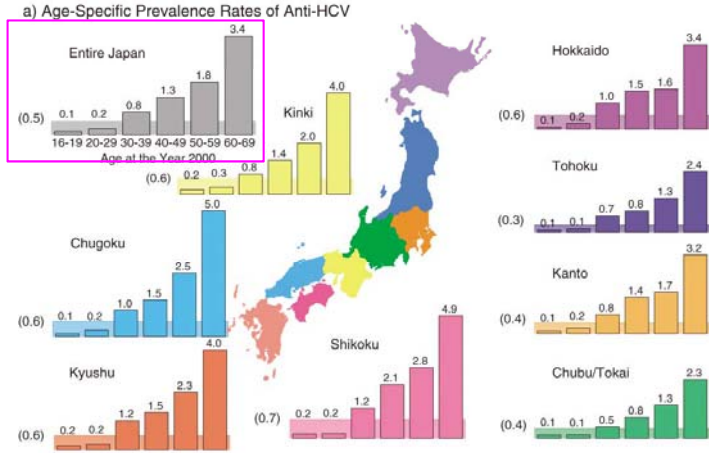 a) Age-Specific Prevalence Rates of Anti-HCV
Entire Japan
(0.5)
0.1 0.2 0.8 1.3 1.8 3.4
16-19 20-29 30-39 40-49 50-59 60-69
Age at the Year 2000
Kinki
(0.6)
0.2 0.3 0.8 1.4 2.0 4.0
Chugoku
(0.6)
0.1 0.2 1.0 1.5 2.5 5.0
Kyushu
(0.6)
0.2 0.2 1.2 1.5 2.3 4.0
Shikoku
(0.7)
0.2 0.2 1.2 2.1 2.8 4.9
Hokkaido
(0.6)
0.1 0.2 1.0 1.5 1.6 3.4
Tohoku
(0.3)
0.1 0.1 0.7 0.8 1.3 2.4
Kanto
(0.4)
0.1 0.2 0.8 1.4 1.7 3.2
Chubu/Tokai
(0.4)
0.1 0.1 0.5 0.8 1.3 2.3